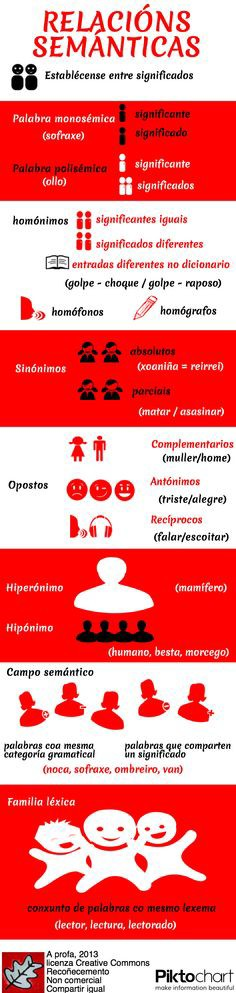 RELACIÓNS
SEMÁNTICAS
Establécense entre significados
Palabra monosémica
(sofraxe)
significante
significado
Palabra polisémica
(ollo)
significante
significados
homónimos
significantes iguais
significados diferentes
entradas diferentes no dicionario
(golpe - choque / golpe - raposo)
homófonos
homógrafos
Sinónimos
absolutos
(xoaniña = reirrei)
parciais
(matar / asasinar)
Opostos
Complementarios
(muller/home)
Antónimos
(triste/alegre)
Recíprocos
(falar/escoitar)
Hiperónimo
(mamífero)
Hipónimo
(humano, besta, morcego)
Campo semántico
palabras coa mesma
categoría gramatical
palabras que comparten
un significado
(noca, sofraxe, ombreiro, van)
Familia léxica
conxunto de palabras co mesmo lexema
(lector, lectura, lectorado)
A profa, 2013
licenza Creative Commons
Recoñecemento
Non comercial
Compartir igual
Piktochart
make information beautiful